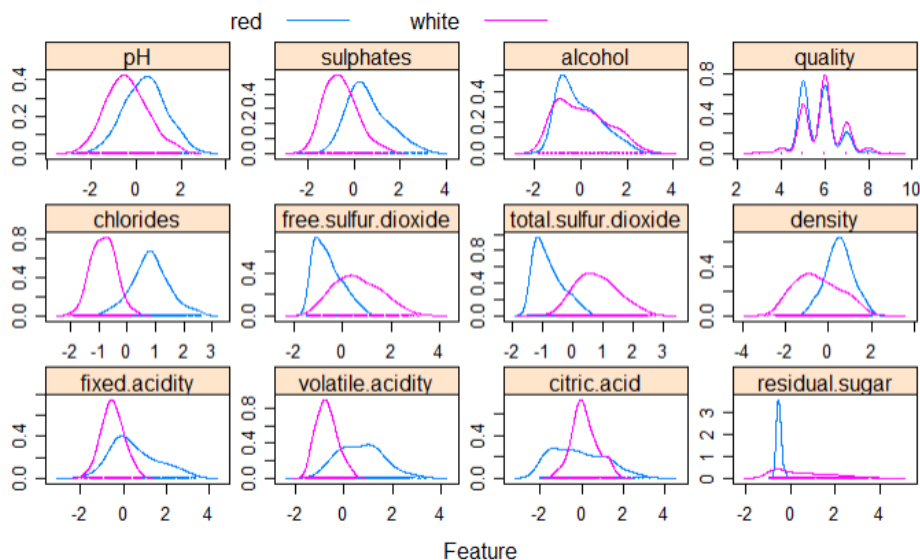 red white
pH sulphates alcohol quality
0.4 0.4 0.4 0.8
0.2 0.2 0.2 0.4
0.0 0.0 0.0 0.0
-2 0 2 -2 0 2 4 -2 0 2 4 2 4 6 8 10
chlorides free.sulfur.dioxide total.sulfur.dioxide density
0.8 0.8
0.4 0.4 0.4 0.4
0.0 0.0 0.0 0.0
-2 -1 0 1 2 3 -2 0 2 4 -2 -1 0 1 2 3 -4 -2 0 2
fixed.acidity volatile.acidity citric.acid residual.sugar
0.8 3
0.4 0.4 0.4 2
1
0.0 0.0 0.0 0
-2 0 2 4 -2 0 2 4 -2 0 2 4 -2 0 2 4
Feature